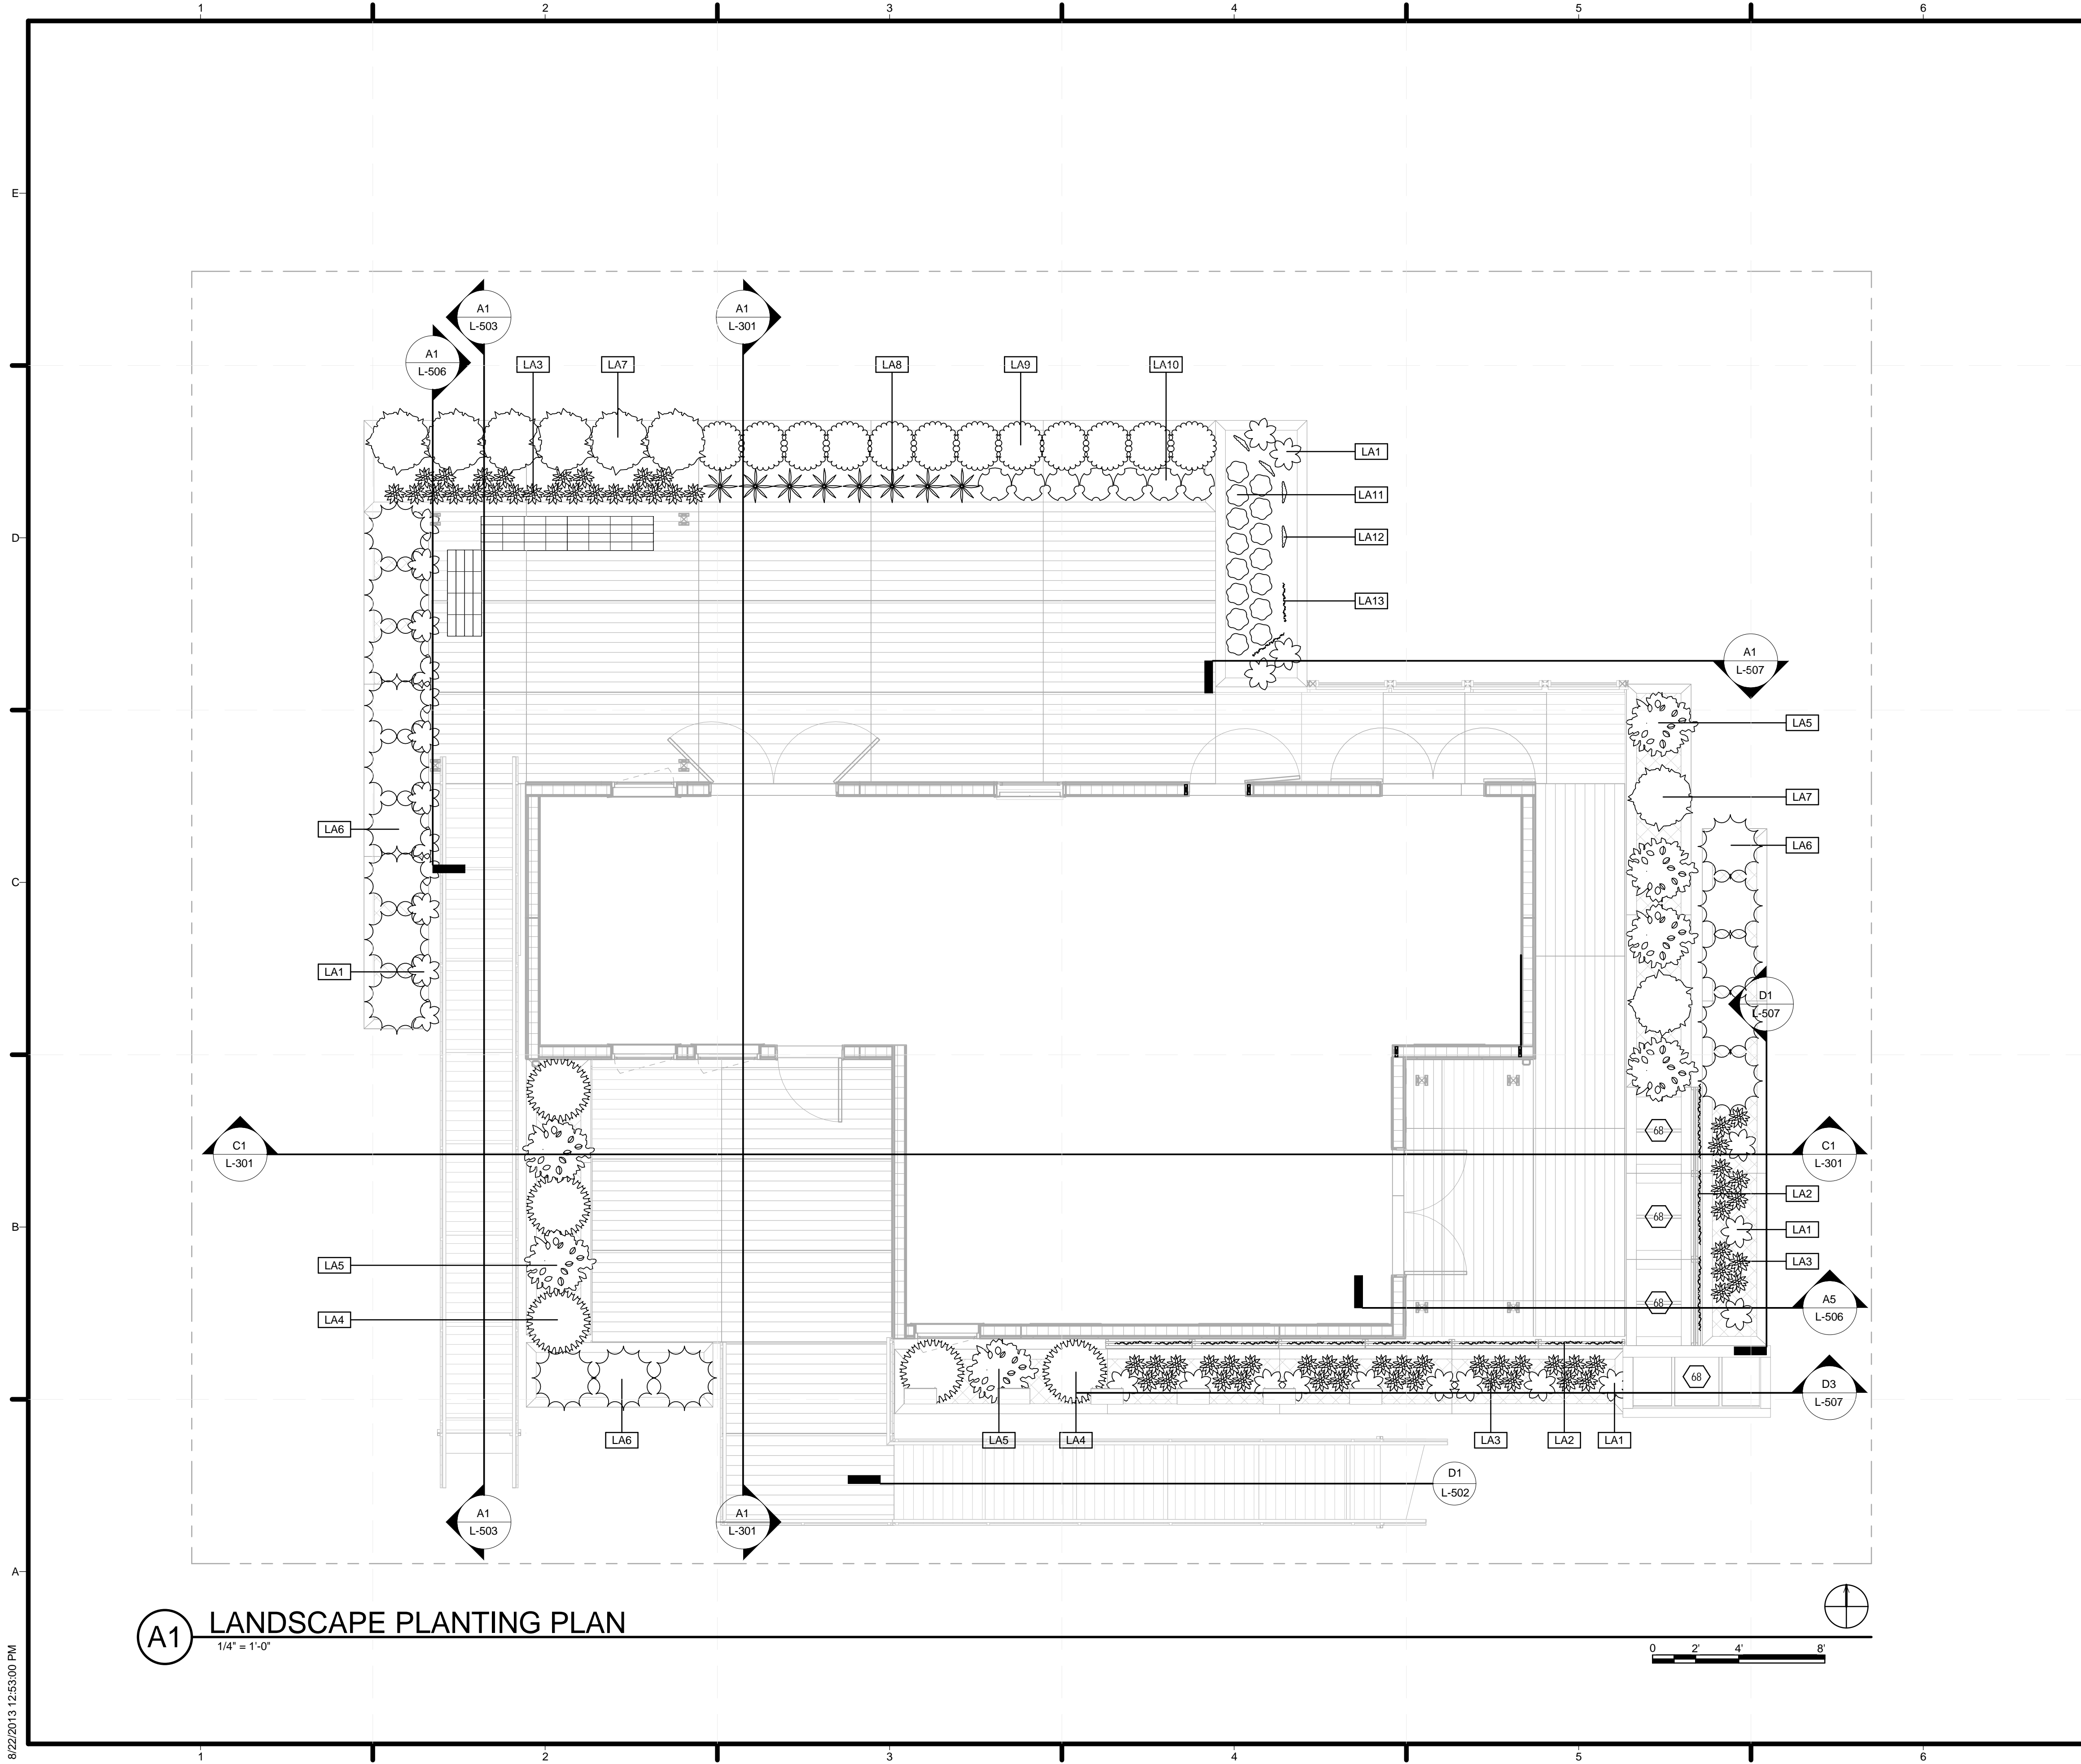 1 2 3 4 5 6
E
A1
L-503
A1
L-301
A1
L-506
LA3 LA7 LA8 LA9 LA10
LA1
LA11
D
LA12
LA13
A1
L-507
LA5
LA7
LA6
LA6
C
LA1
D1
L-507
68
C1
L-301
C1
L-301
LA2
68
B
LA1
LA5
LA3
68
A5
L-506
LA4
68
D3
L-507
LA6 LA5 LA4 LA3 LA2 LA1
D1
L-502
A1
L-503
A1
L-301
A
A1 LANDSCAPE PLANTING PLAN
1/4" = 1'-0"
0 2' 4' 8'
8/22/2013 12:53:00 PM
1 2 3 4 5 6